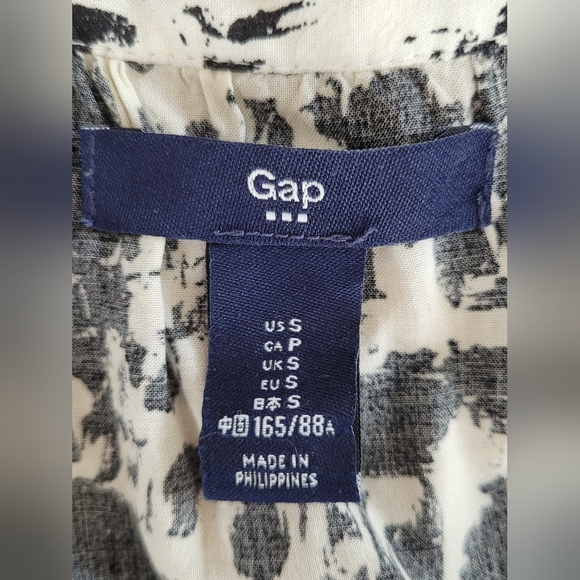 Gap
US S
CA P
UK S
EU S
日本 S
中国 165/88A
MADE IN
PHILIPPINES